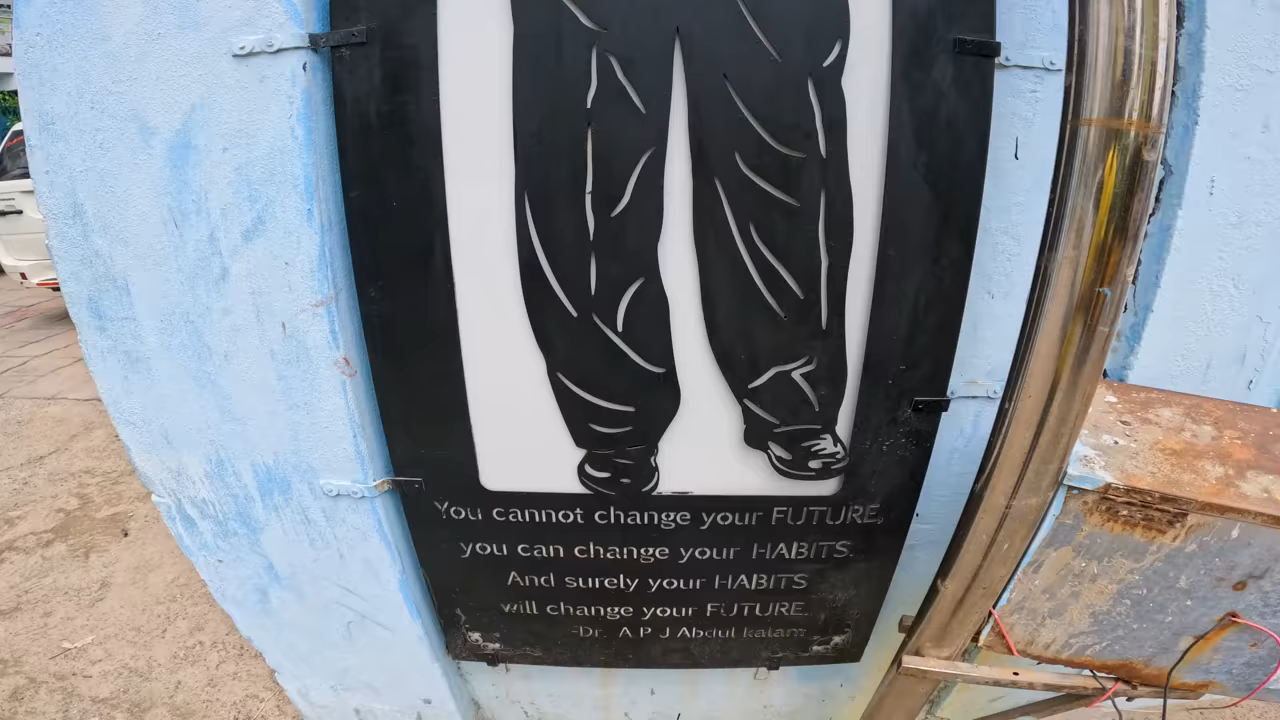 You cannot change your FUTURE,
you can change your HABITS.
And surely your HABITS
will change your FUTURE..
-Dr. A P J Abdul kalam